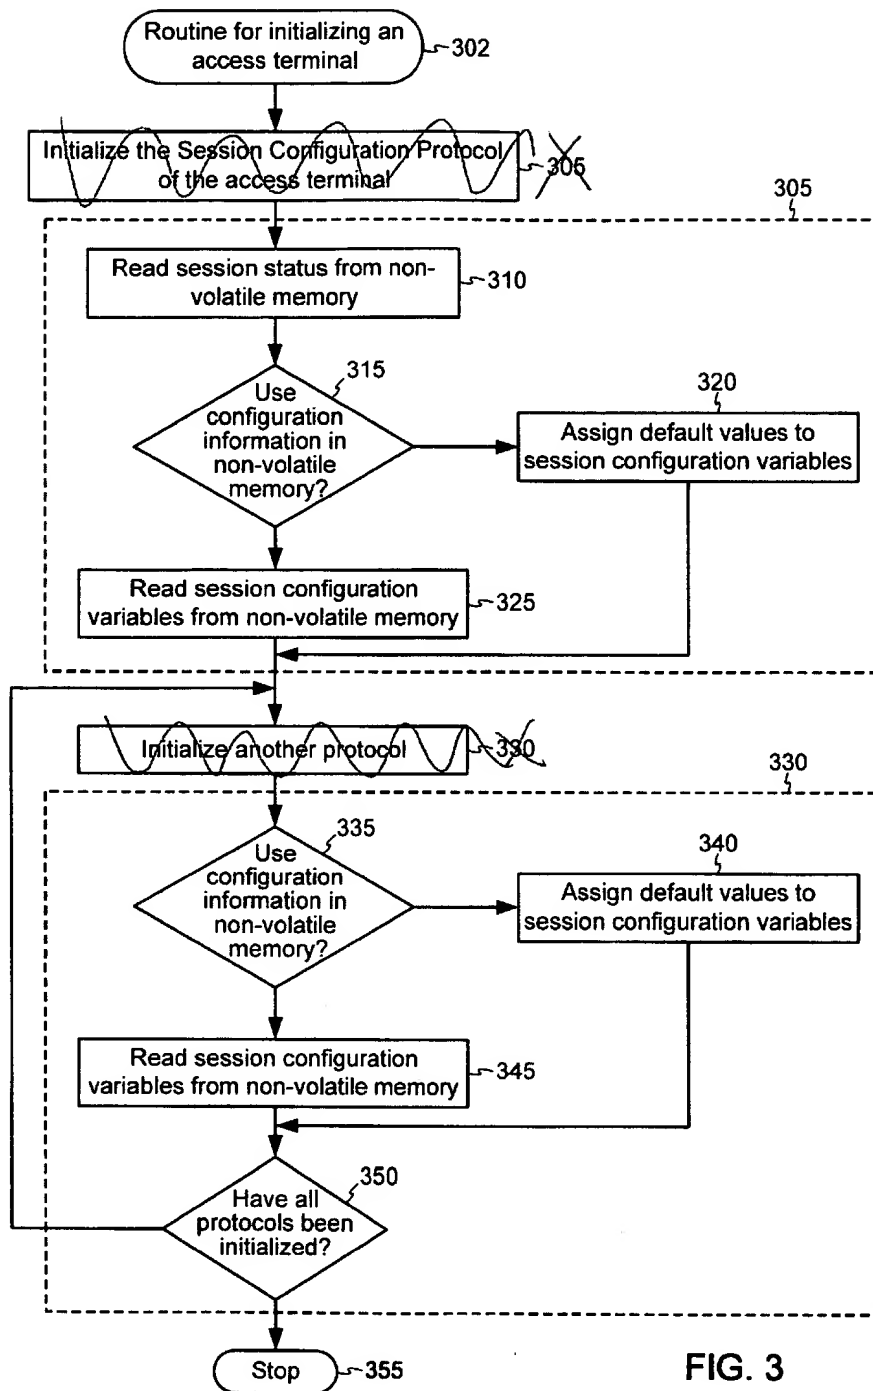 Routine for initializing an
access terminal
302
Initialize the Session Configuration Protocol
of the access terminal
305
305
Read session status from non-
volatile memory
310
315
Use
configuration
information in
non-volatile
memory?
320
Assign default values to
session configuration variables
Read session configuration
variables from non-volatile memory
325
Initialize another protocol
330
330
335
Use
configuration
information in
non-volatile
memory?
340
Assign default values to
session configuration variables
Read session configuration
variables from non-volatile memory
345
350
Have all
protocols been
initialized?
Stop
355
FIG. 3